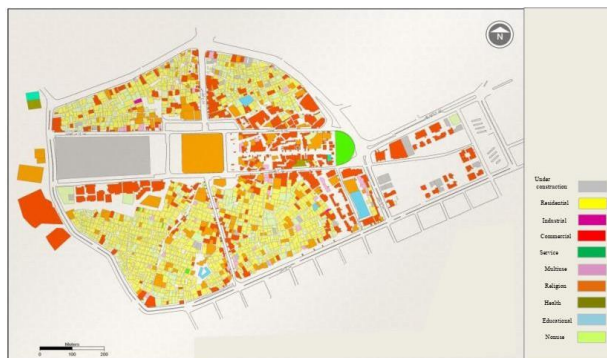 N
Under
construction
Residential
Industrial
Commercial
Service
Multiuse
Religion
Health
Educational
Nonuse
Meters
0 100 200